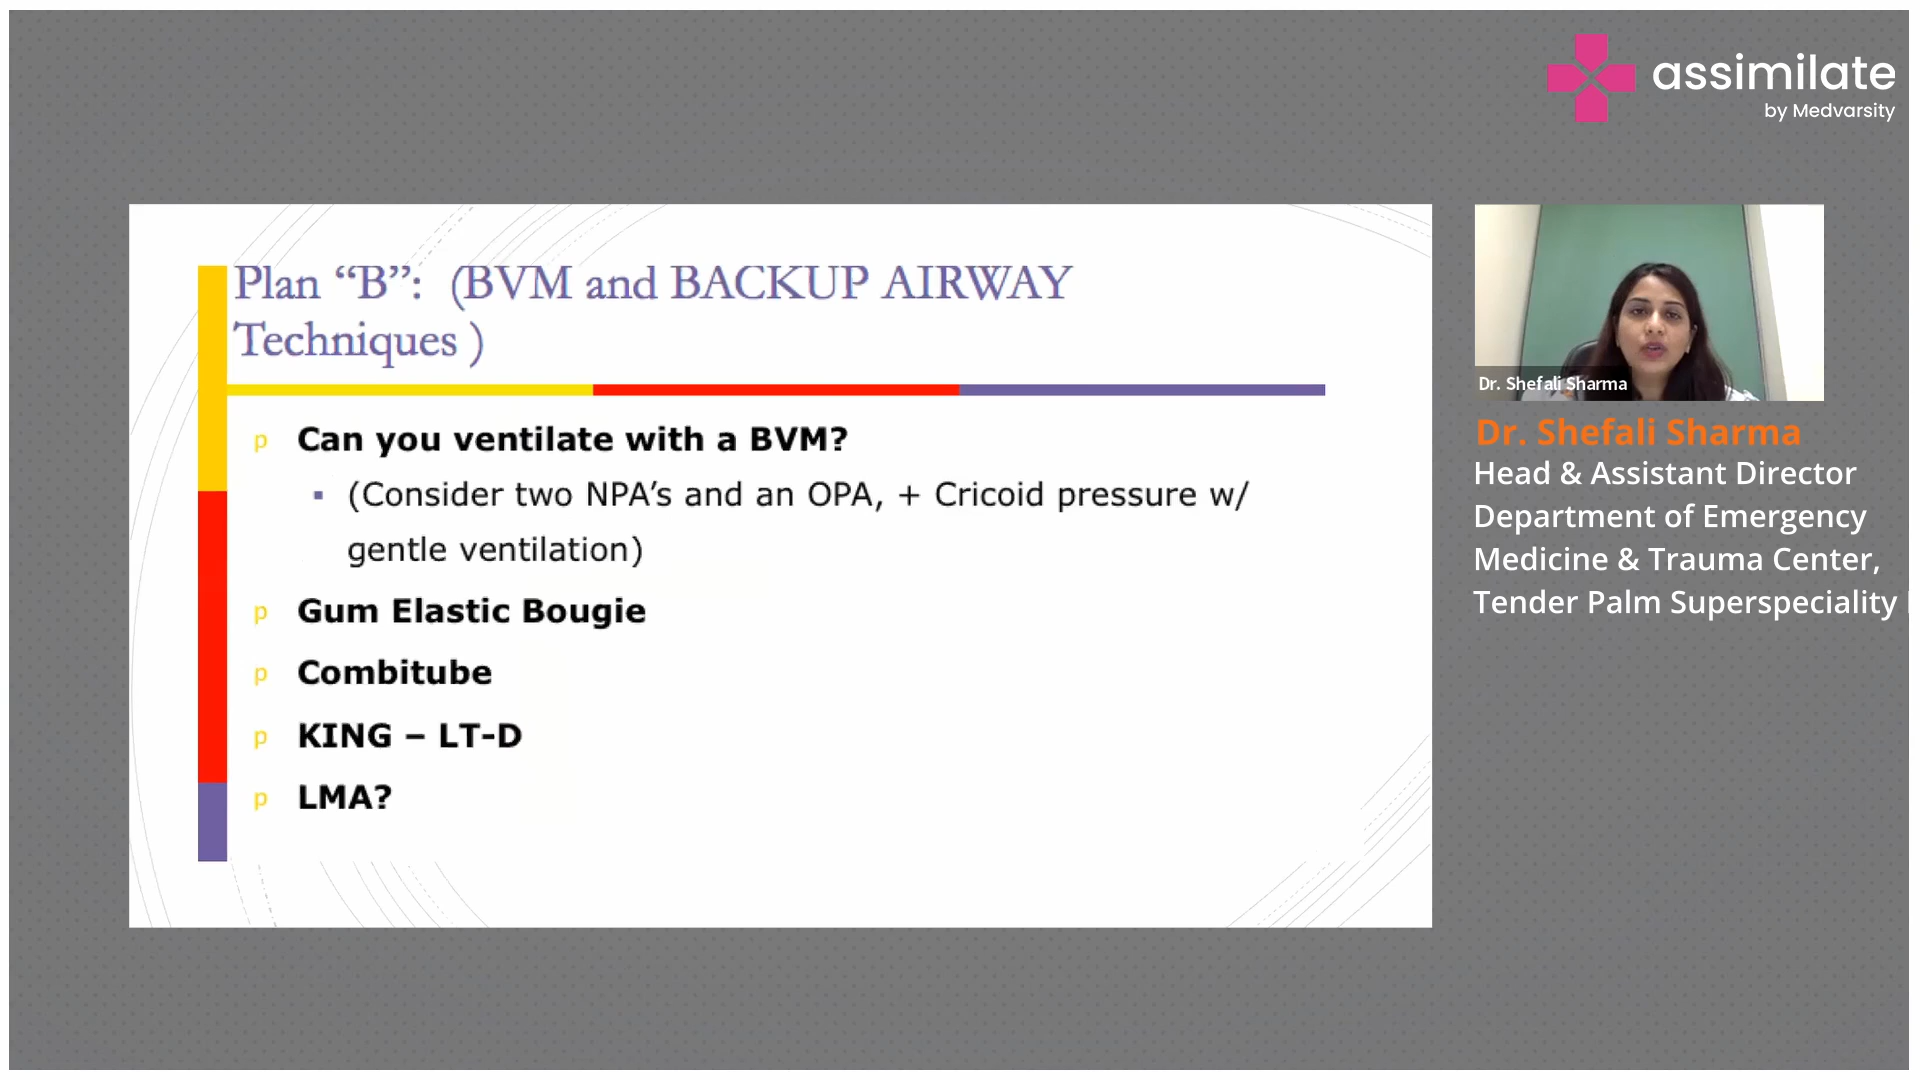 assimilate
by Medvarsity
Plan “B”: (BVM and BACKUP AIRWAY
Techniques )
p Can you ventilate with a BVM?
▪ (Consider two NPA’s and an OPA, + Cricoid pressure w/
gentle ventilation)
p Gum Elastic Bougie
p Combitube
p KING – LT-D
p LMA?
Dr. Shefali Sharma
Dr. Shefali Sharma
Head & Assistant Director
Department of Emergency
Medicine & Trauma Center,
Tender Palm Superspeciality